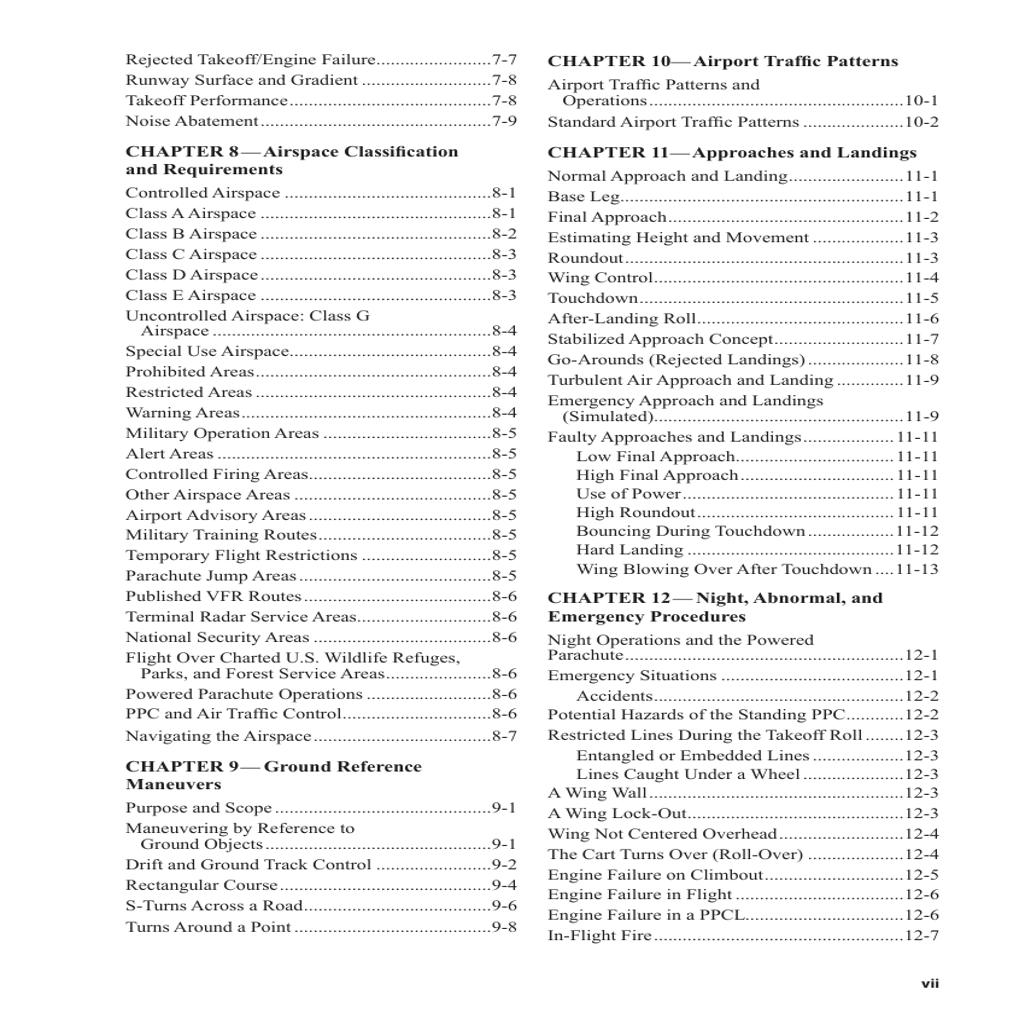 Rejected Takeoff/Engine Failure........................7-7
Runway Surface and Gradient ...........................7-8
Takeoff Performance..........................................7-8
Noise Abatement................................................7-9
CHAPTER 8—Airspace Classification
and Requirements
Controlled Airspace ...........................................8-1
Class A Airspace ................................................8-1
Class B Airspace ................................................8-2
Class C Airspace ................................................8-3
Class D Airspace................................................8-3
Class E Airspace ................................................8-3
Uncontrolled Airspace: Class G
Airspace ..........................................................8-4
Special Use Airspace..........................................8-4
Prohibited Areas.................................................8-4
Restricted Areas .................................................8-4
Warning Areas....................................................8-4
Military Operation Areas ...................................8-5
Alert Areas .........................................................8-5
Controlled Firing Areas......................................8-5
Other Airspace Areas .........................................8-5
Airport Advisory Areas......................................8-5
Military Training Routes....................................8-5
Temporary Flight Restrictions ...........................8-5
Parachute Jump Areas........................................8-5
Published VFR Routes.......................................8-6
Terminal Radar Service Areas............................8-6
National Security Areas .....................................8-6
Flight Over Charted U.S. Wildlife Refuges,
Parks, and Forest Service Areas......................8-6
Powered Parachute Operations ..........................8-6
PPC and Air Traffic Control...............................8-6
Navigating the Airspace.....................................8-7
CHAPTER 9—Ground Reference
Maneuvers
Purpose and Scope.............................................9-1
Maneuvering by Reference to
Ground Objects...............................................9-1
Drift and Ground Track Control ........................9-2
Rectangular Course............................................9-4
S-Turns Across a Road.......................................9-6
Turns Around a Point.........................................9-8
CHAPTER 10—Airport Traffic Patterns
Airport Traffic Patterns and
Operations.....................................................10-1
Standard Airport Traffic Patterns .....................10-2
CHAPTER 11—Approaches and Landings
Normal Approach and Landing........................11-1
Base Leg...........................................................11-1
Final Approach.................................................11-2
Estimating Height and Movement ...................11-3
Roundout..........................................................11-3
Wing Control....................................................11-4
Touchdown.......................................................11-5
After-Landing Roll...........................................11-6
Stabilized Approach Concept...........................11-7
Go-Arounds (Rejected Landings)....................11-8
Turbulent Air Approach and Landing ..............11-9
Emergency Approach and Landings
(Simulated)....................................................11-9
Faulty Approaches and Landings...................11-11
Low Final Approach.................................11-11
High Final Approach................................11-11
Use of Power............................................11-11
High Roundout.........................................11-11
Bouncing During Touchdown..................11-12
Hard Landing ...........................................11-12
Wing Blowing Over After Touchdown ....11-13
CHAPTER 12—Night, Abnormal, and
Emergency Procedures
Night Operations and the Powered
Parachute..........................................................12-1
Emergency Situations ......................................12-1
Accidents....................................................12-2
Potential Hazards of the Standing PPC............12-2
Restricted Lines During the Takeoff Roll ........12-3
Entangled or Embedded Lines ...................12-3
Lines Caught Under a Wheel.....................12-3
A Wing Wall.....................................................12-3
A Wing Lock-Out.............................................12-3
Wing Not Centered Overhead..........................12-4
The Cart Turns Over (Roll-Over) ....................12-4
Engine Failure on Climbout.............................12-5
Engine Failure in Flight ...................................12-6
Engine Failure in a PPCL.................................12-6
In-Flight Fire....................................................12-7
vii